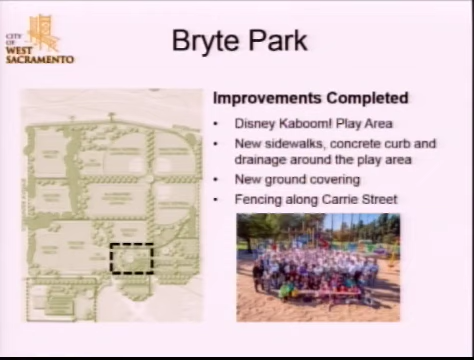 CITY
OF
WEST
SACRAMENTO
Bryte Park
Improvements Completed
• Disney Kaboom! Play Area
• New sidewalks, concrete curb and
drainage around the play area
• New ground covering
• Fencing along Carrie Street